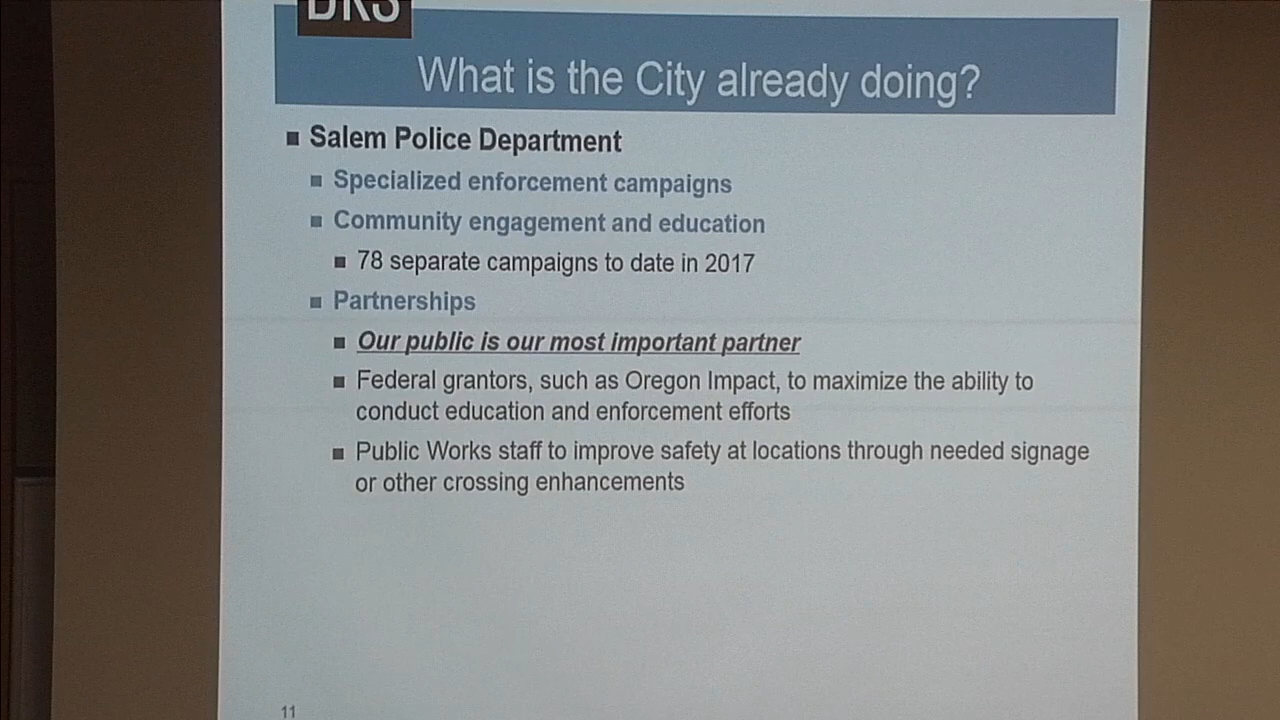 DKS
What is the City already doing?
Salem Police Department
Specialized enforcement campaigns
Community engagement and education
78 separate campaigns to date in 2017
Partnerships
Our public is our most important partner
Federal grantors, such as Oregon Impact, to maximize the ability to
conduct education and enforcement efforts
Public Works staff to improve safety at locations through needed signage
or other crossing enhancements
11